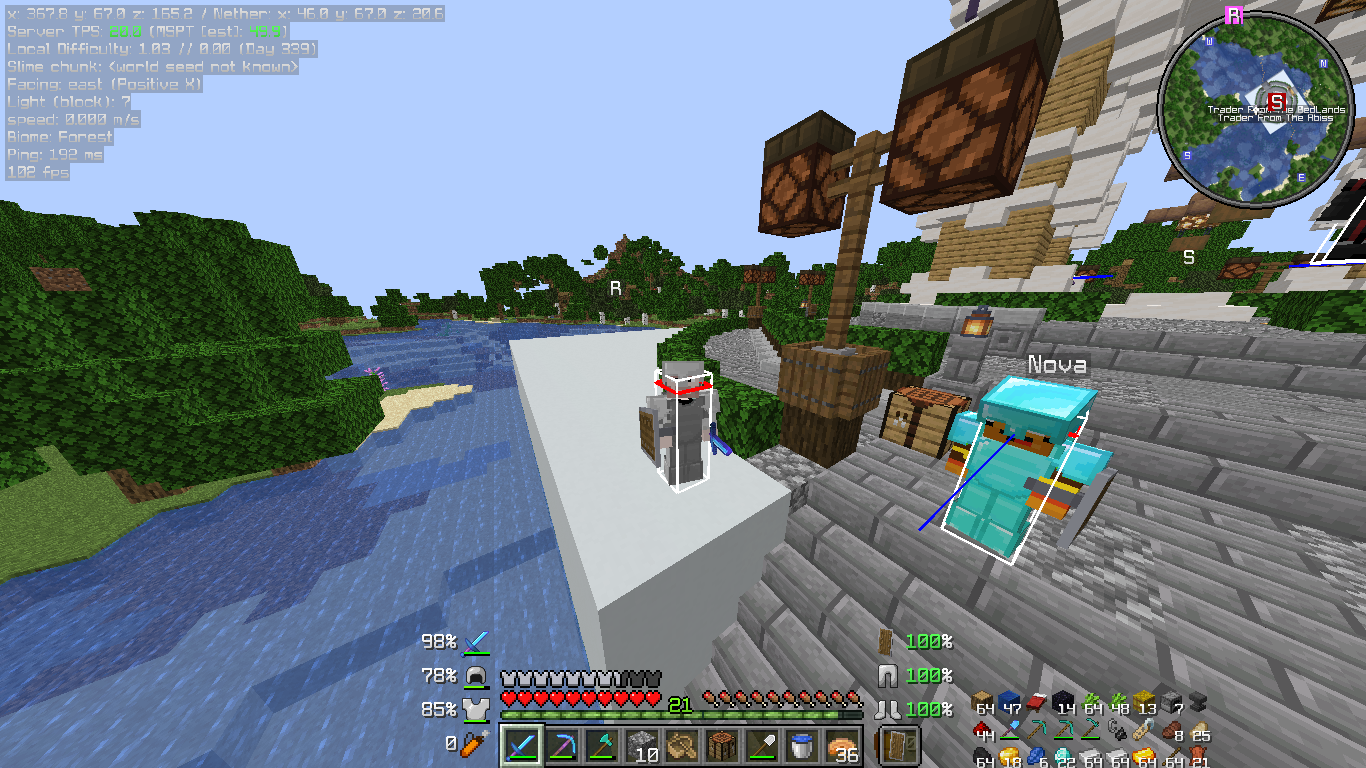 x: 367.8 y: 67.0 z: 165.2 / Nether: x: 46.0 y: 67.0 z: 20.6
Server TPS: 20.0 (MSPT [est]: 49.9)
Local Difficulty: 1.03 // 0.00 (Day 339)
Slime chunk: <world seed not known>
Facing: east (Positive X)
Light (block): 7
speed: 0.000 m/s
Biome: Forest
Ping: 192 ms
102 fps
R
W
N
S
Trader From The BedLands
Trader From The Abiss
S
E
S
R
Nova
98%
100%
78%
100%
85%
21
100%
0
10
36
64 47 14 64 48 13 7
44 8 25
64 18 6 22 64 64 64 64 21